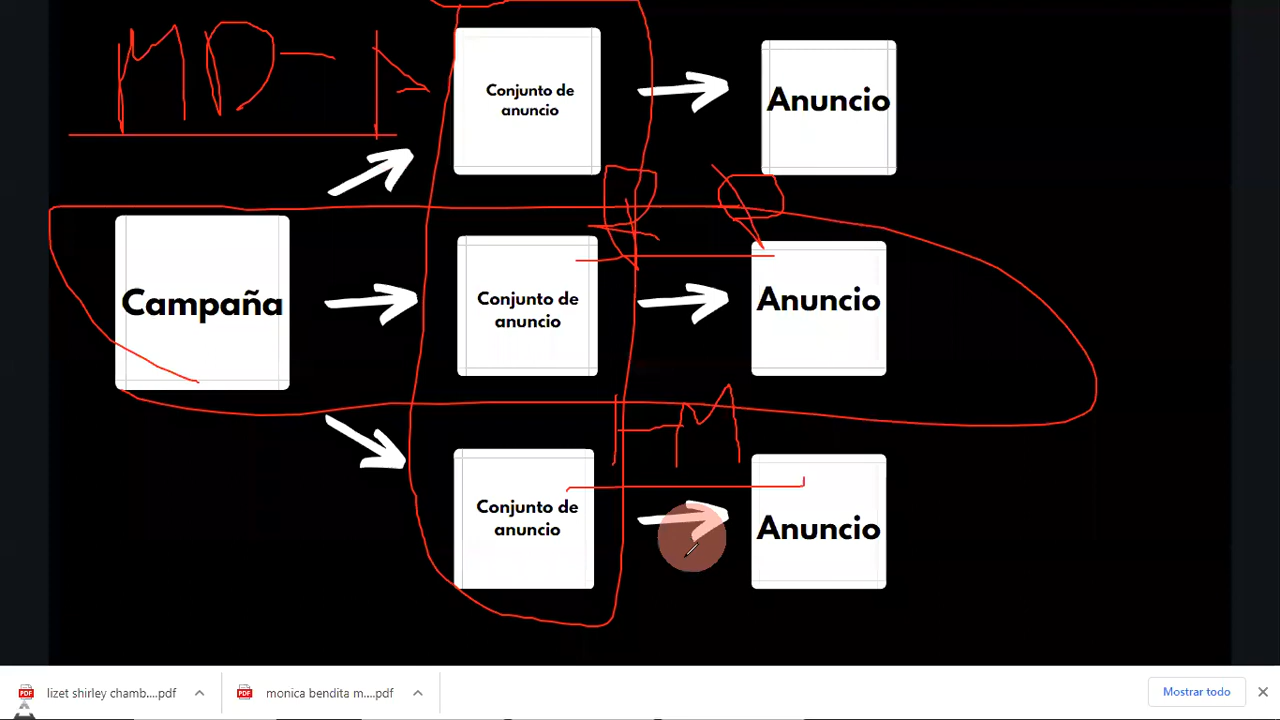 MD-
Conjunto de
anuncio
Anuncio
Campaña
Conjunto de
anuncio
Anuncio
M
Conjunto de
anuncio
Anuncio
lizet shirley chamb....pdf
monica bendita m....pdf
Mostrar todo